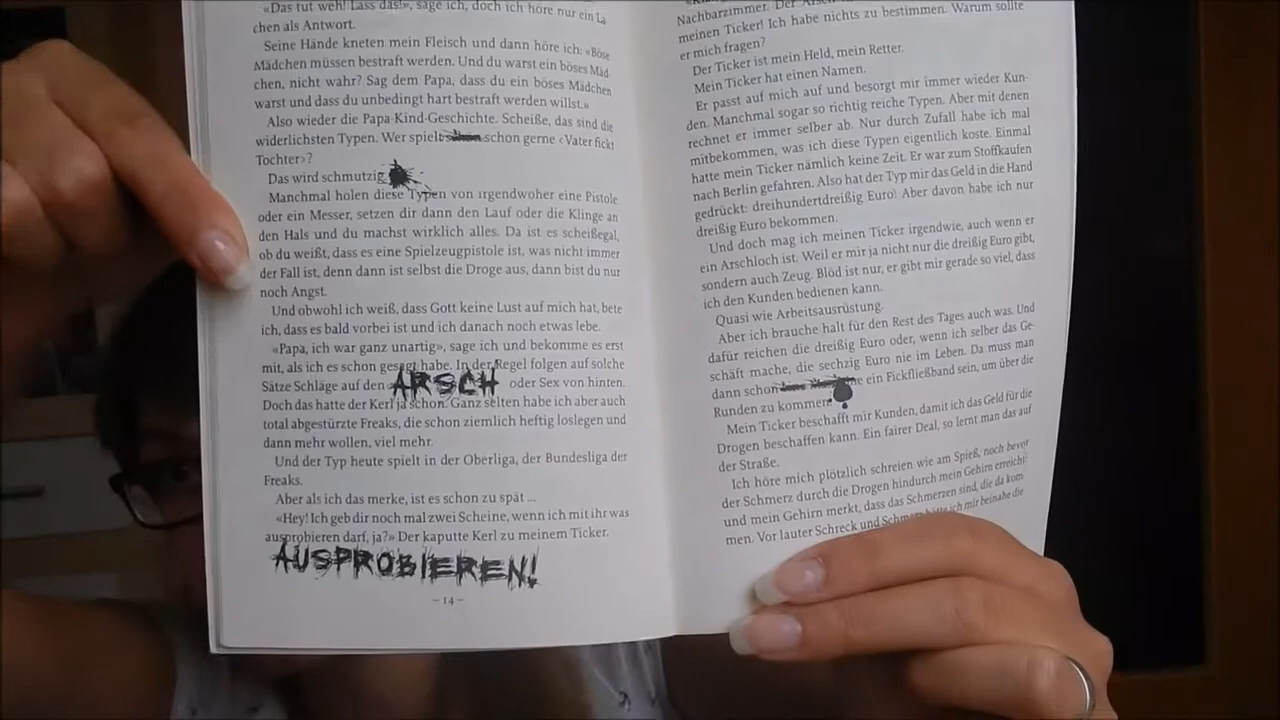 «Das tut weh! Lass das!», sage ich, doch ich höre nur ein La-
chen als Antwort.
Seine Hände kneten mein Fleisch und dann höre ich: «Böse
Mädchen müssen bestraft werden. Und du warst ein böses Mäd-
chen, nicht wahr? Sag dem Papa, dass du ein böses Mädchen
warst und dass du unbedingt hart bestraft werden willst.»
Also wieder die Papa-Kind-Geschichte. Scheiße, das sind die
widerlichsten Typen. Wer spielt schon gerne ‹Vater fickt
Tochter›?
Das wird schmutzig
Manchmal holen diese Typen von irgendwoher eine Pistole
oder ein Messer, setzen dir dann den Lauf oder die Klinge an
den Hals und du machst wirklich alles. Da ist es scheißegal,
ob du weißt, dass es eine Spielzeugpistole ist, was nicht immer
der Fall ist, denn dann ist selbst die Droge aus, dann bist du nur
noch Angst.
Und obwohl ich weiß, dass Gott keine Lust auf mich hat, bete
ich, dass es bald vorbei ist und ich danach noch etwas lebe.
«Papa, ich war ganz unartig», sage ich und bekomme es erst
mit, als ich es schon gesagt habe. In der Regel folgen auf solche
Sätze Schläge auf den ARSCH oder Sex von hinten.
Doch das hatte der Kerl ja schon. Ganz selten habe ich aber auch
total abgestürzte Freaks, die schon ziemlich heftig loslegen und
dann mehr wollen, viel mehr.
Und der Typ heute spielt in der Oberliga, der Bundesliga der
Freaks.
Aber als ich das merke, ist es schon zu spät ...
«Hey! Ich geb dir noch mal zwei Scheine, wenn ich mit ihr was
ausprobieren darf, ja?» Der kaputte Kerl zu meinem Ticker.
AUSPROBIEREN!
– 14 –
Nachbarzimmer. Der
meinen Ticker! Ich habe nichts zu bestimmen. Warum sollte
er mich fragen?
Der Ticker ist mein Held, mein Retter.
Mein Ticker hat einen Namen.
Er passt auf mich auf und besorgt mir immer wieder Kun-
den. Manchmal sogar so richtig reiche Typen. Aber mit denen
rechnet er immer selber ab. Nur durch Zufall habe ich mal
mitbekommen, was ich diese Typen eigentlich koste. Einmal
hatte mein Ticker nämlich keine Zeit. Er war zum Stoffkaufen
nach Berlin gefahren. Also hat der Typ mir das Geld in die Hand
gedrückt: dreihundertdreißig Euro! Aber davon habe ich nur
dreißig Euro bekommen.
Und doch mag ich meinen Ticker irgendwie, auch wenn er
ein Arschloch ist. Weil er mir ja nicht nur die dreißig Euro gibt,
sondern auch Zeug. Blöd ist nur, er gibt mir gerade so viel, dass
ich den Kunden bedienen kann.
Quasi wie Arbeitsausrüstung.
Aber ich brauche halt für den Rest des Tages auch was. Und
dafür reichen die dreißig Euro oder, wenn ich selber das Ge-
schäft mache, die sechzig Euro nie im Leben. Da muss man
dann schon ein Fickfließband sein, um über die
Runden zu kommen
Mein Ticker beschafft mir Kunden, damit ich das Geld für die
Drogen beschaffen kann. Ein fairer Deal, so lernt man das auf
der Straße.
Ich höre mich plötzlich schreien wie am Spieß, noch bevor
der Schmerz durch die Drogen hindurch mein Gehirn erreicht
und mein Gehirn merkt, dass das Schmerzen sind, die da kom-
men. Vor lauter Schreck und hätte ich mir beinahe die